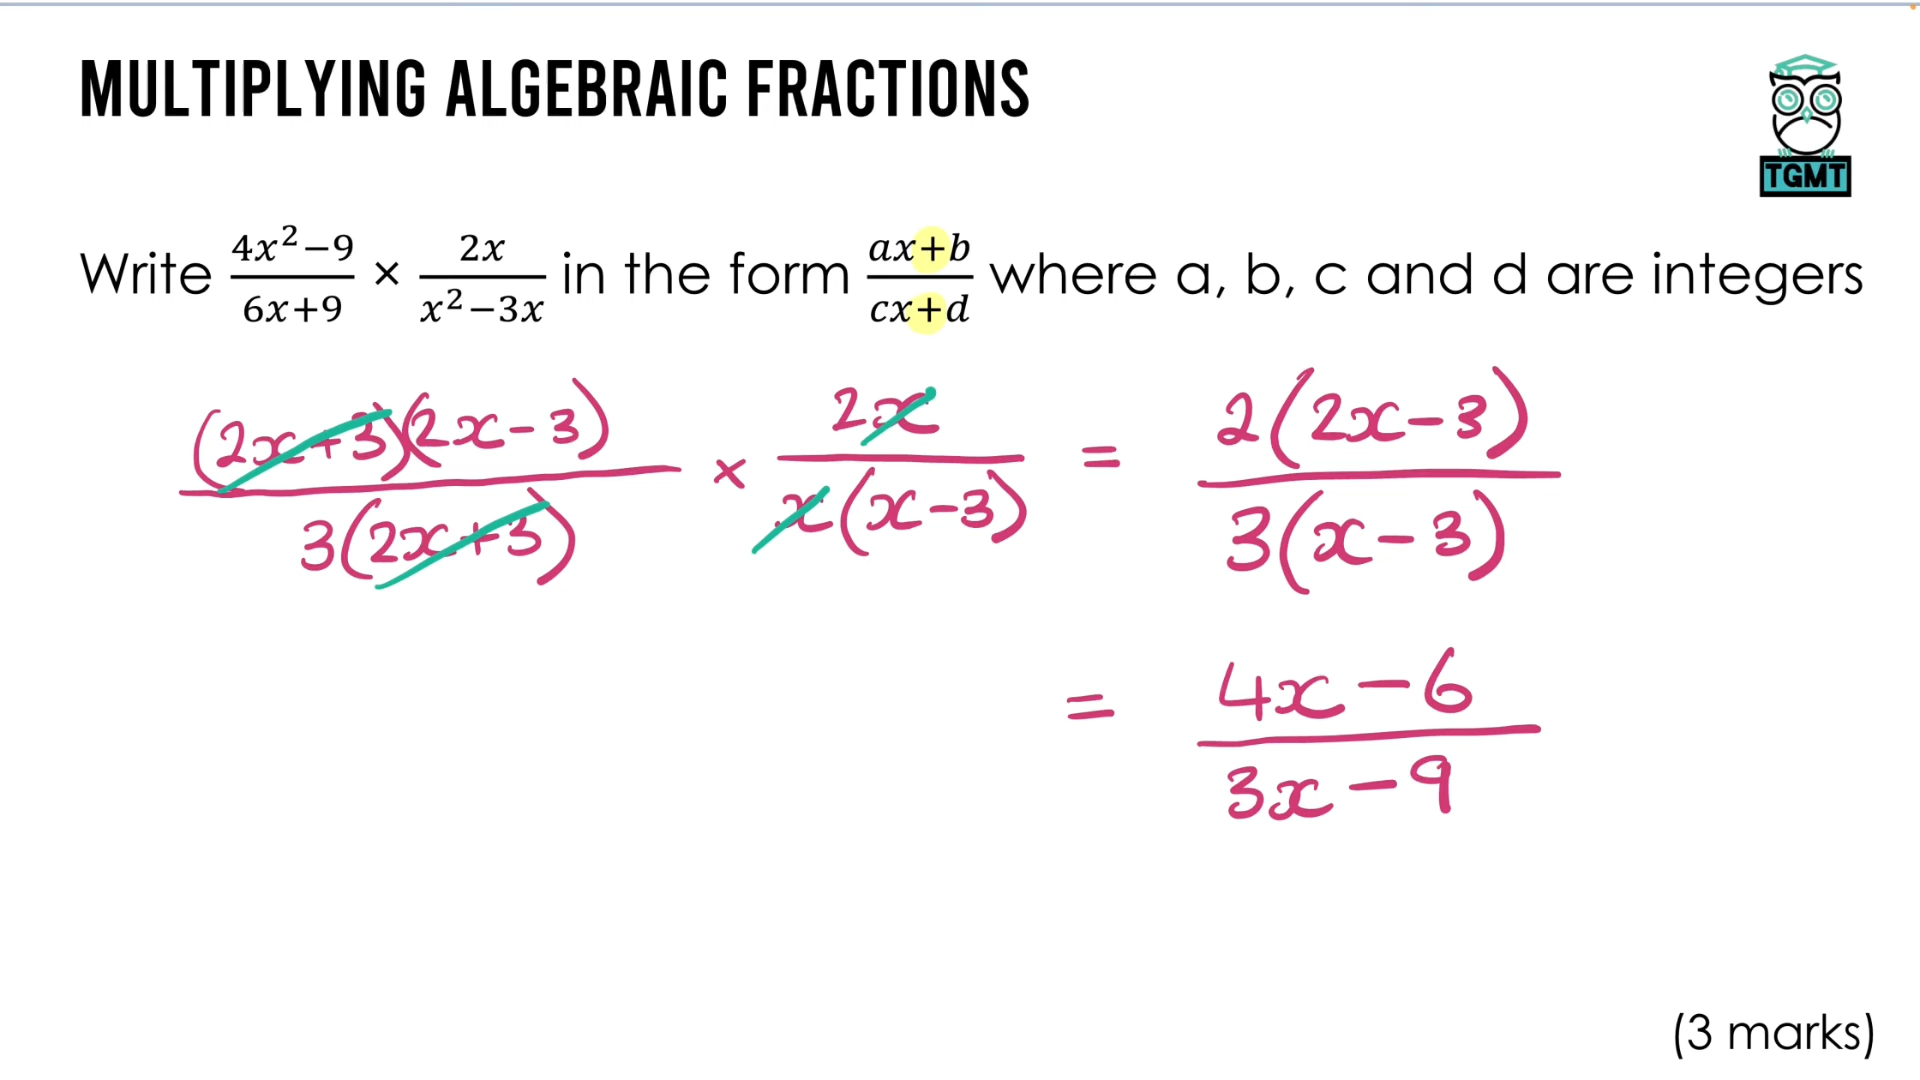 MULTIPLYING ALGEBRAIC FRACTIONS
TGMT
Write (4x²−9)/(6x+9) × 2x/(x²−3x) in the form (ax+b)/(cx+d) where a, b, c and d are integers
(2x+3)(2x−3)/3(2x+3) × 2x/x(x−3) = 2(2x−3)/3(x−3)
= 4x−6/3x−9
(3 marks)